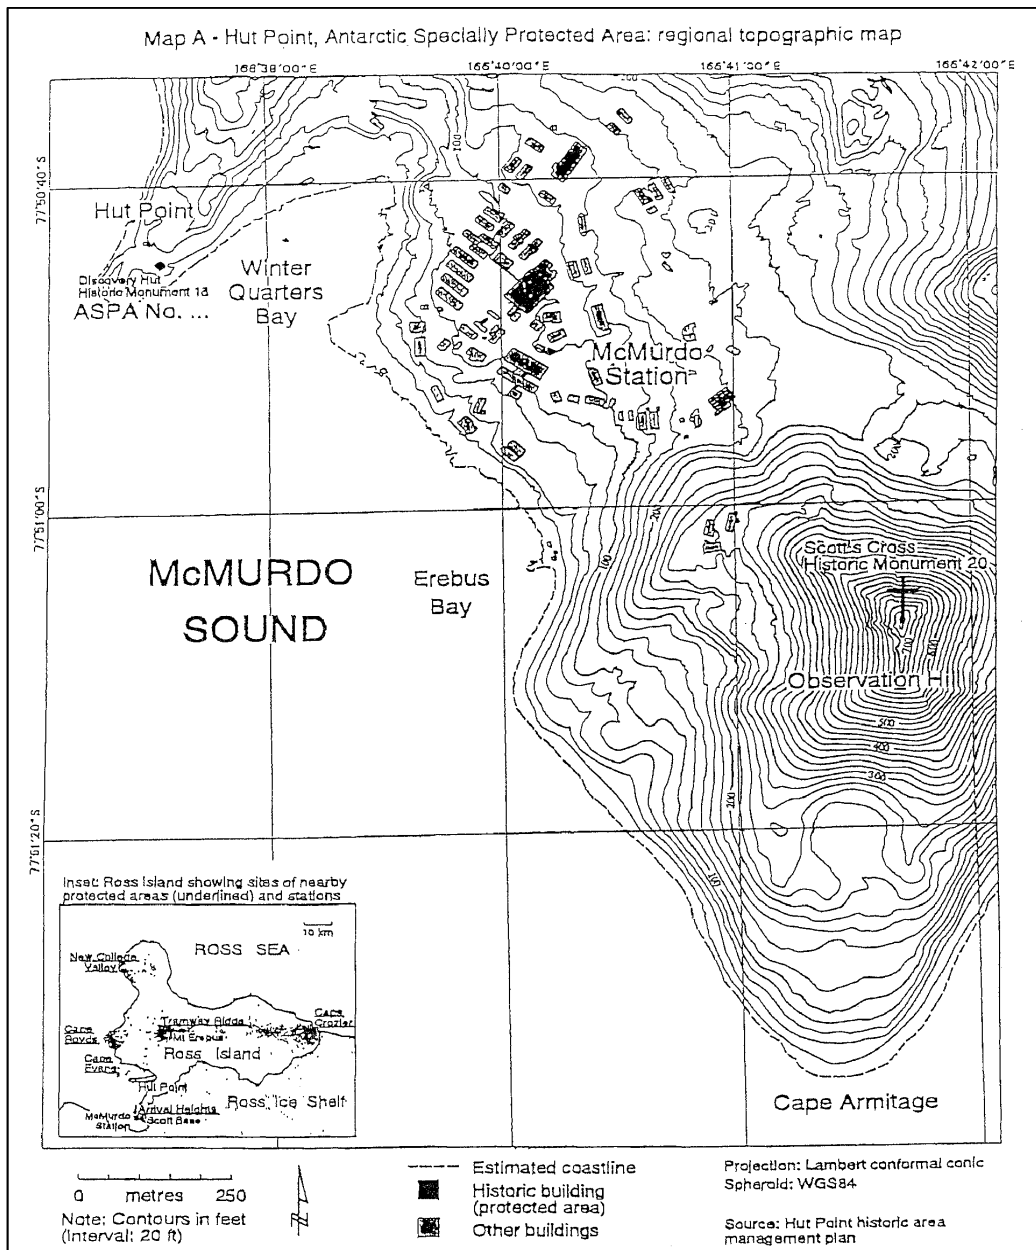 Map A - Hut Point, Antarctic Specially Protected Area: regional topographic map
166°39'00"E
166°40'00"E
166°41'00"E
166°42'00"E
77°50'40"S
77°51'00"S
77°51'20"S
100
Hut Point
Discovery Hut
Historic Monument 18
ASPA No. ...
Winter
Quarters
Bay
McMurdo
Station
McMURDO
SOUND
Erebus
Bay
200
100
Scott's Cross
Historic Monument 20
700
600
Observation Hill
500
400
300
200
100
Cape Armitage
Inset: Ross Island showing sites of nearby
protected areas (underlined) and stations
10 km
ROSS SEA
New College
Valley
Tramway Ridge
Cape
Crozier
Cape
Royds
Mt Erebus
Ross Island
Cape
Evans
Hut Point
Ross Ice Shelf
Arrival Heights
McMurdo
Station
Scott Base
0 metres 250
Note: Contours in feet
(Interval: 20 ft)
N
Estimated coastline
Historic building
(protected area)
Other buildings
Projection: Lambert conformal conic
Spheroid: WGS84
Source: Hut Point historic area
management plan